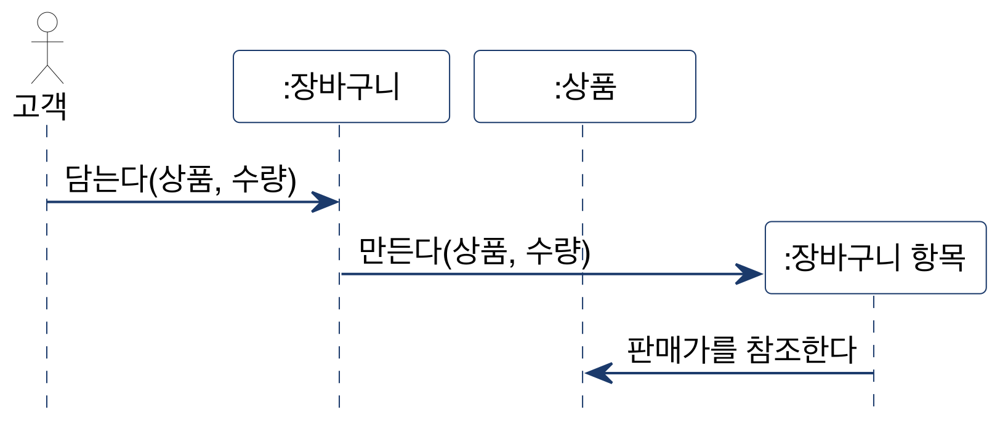 고객
:장바구니
:상품
담는다(상품, 수량)
만든다(상품, 수량)
:장바구니 항목
판매가를 참조한다